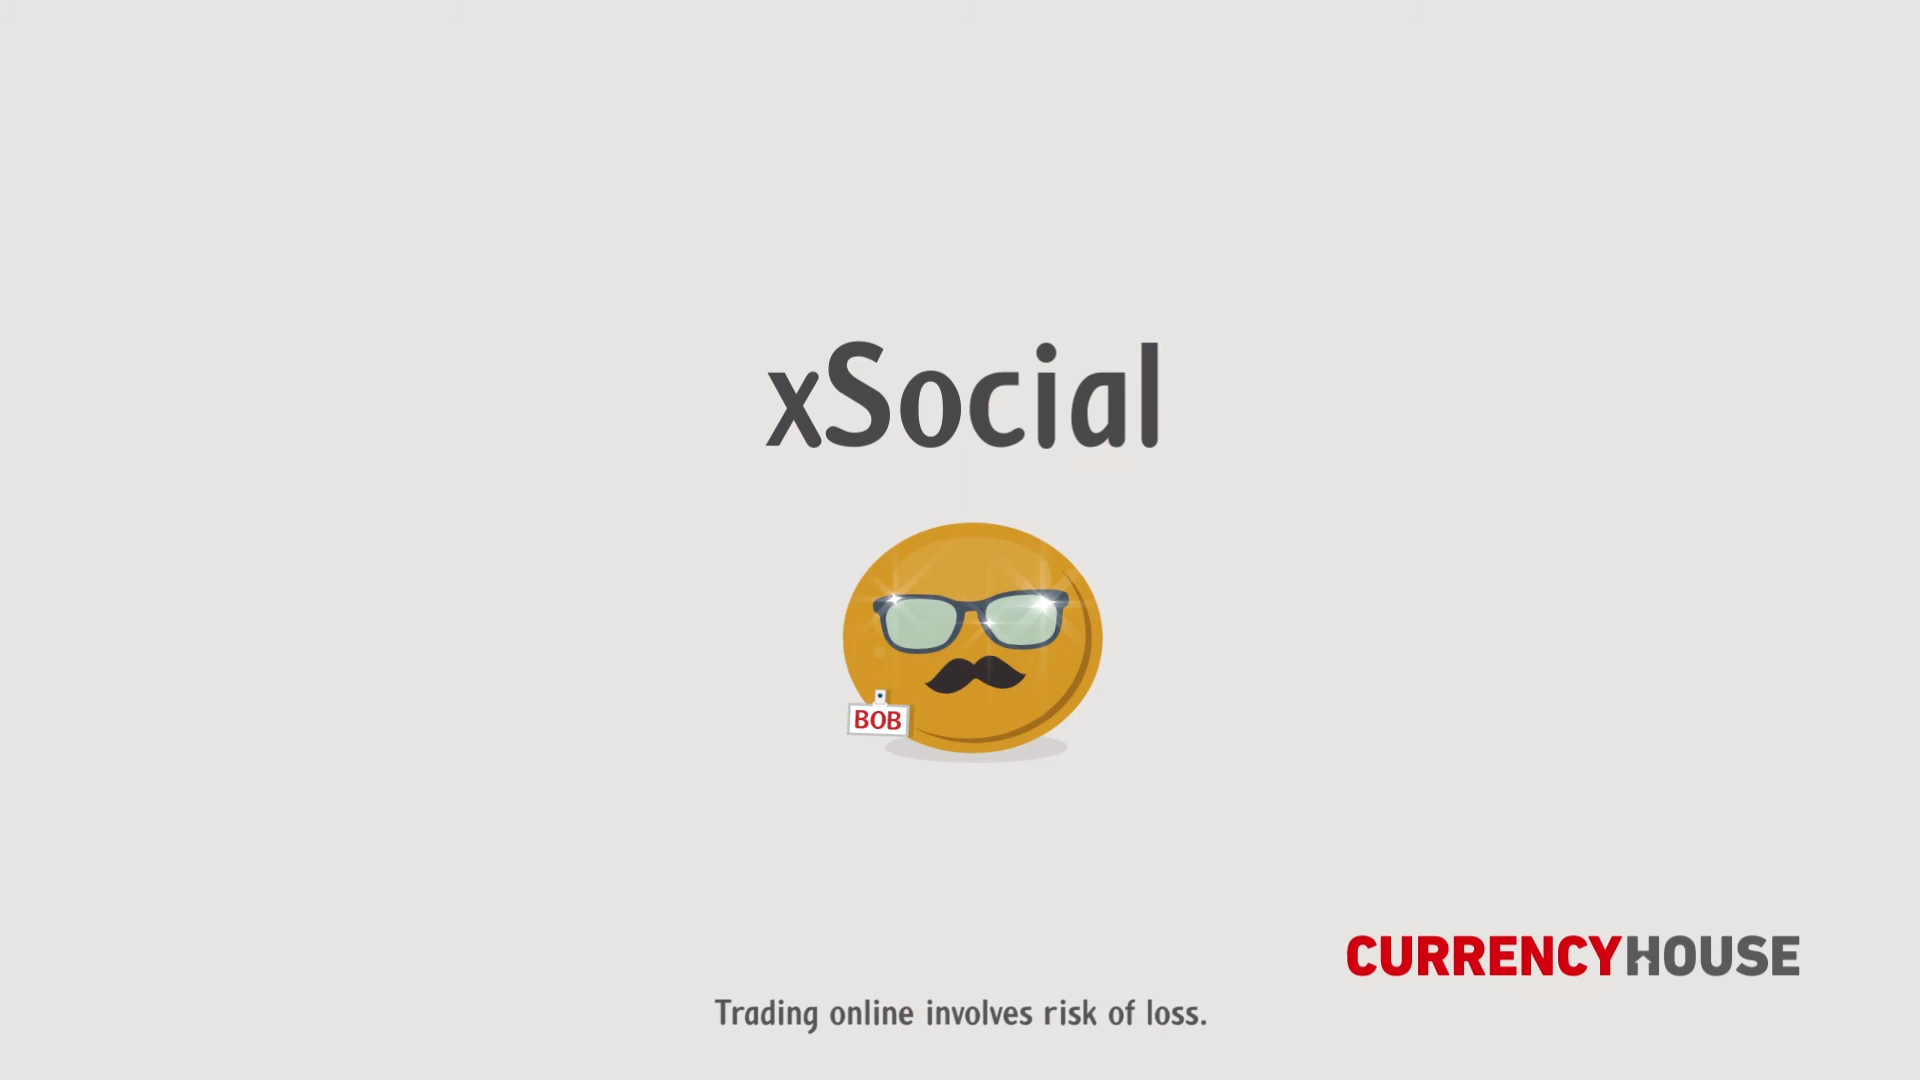 xSocial
BOB
CURRENCYHOUSE
Trading online involves risk of loss.